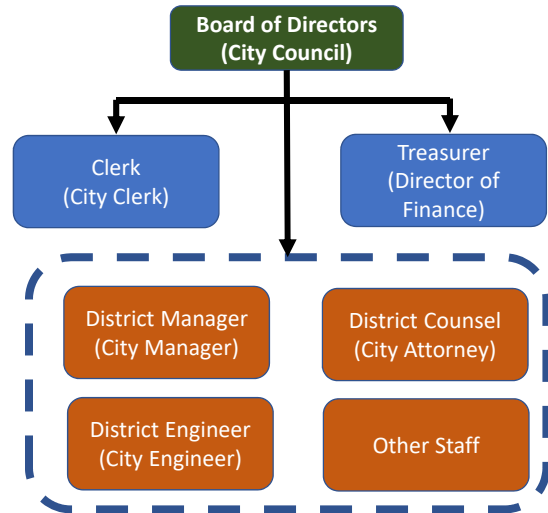 Board of Directors
(City Council)
Clerk
(City Clerk)
Treasurer
(Director of
Finance)
District Manager
(City Manager)
District Counsel
(City Attorney)
District Engineer
(City Engineer)
Other Staff